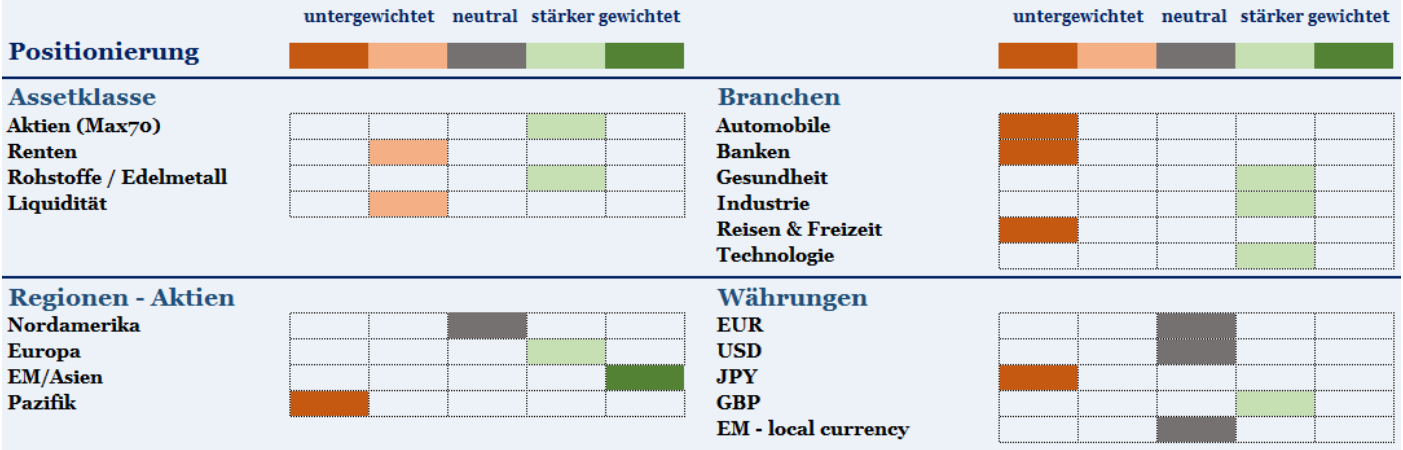 untergewichtet neutral stärker gewichtet untergewichtet neutral stärker gewichtet
Positionierung
Assetklasse
Aktien (Max70)
Renten
Rohstoffe / Edelmetall
Liquidität
Branchen
Automobile
Banken
Gesundheit
Industrie
Reisen & Freizeit
Technologie
Regionen - Aktien
Nordamerika
Europa
EM/Asien
Pazifik
Währungen
EUR
USD
JPY
GBP
EM - local currency